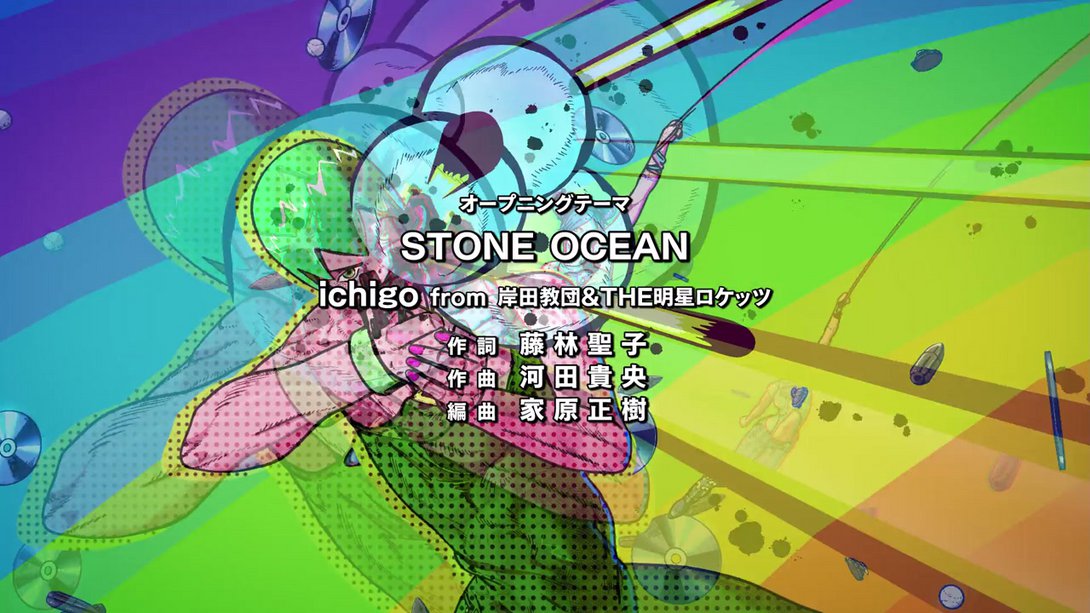 オープニングテーマ
STONE OCEAN
ichigo from 岸田教団&THE明星ロケッツ
作詞 藤林聖子
作曲 河田貴央
編曲 家原正樹